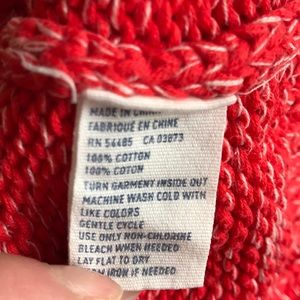 MADE IN CHINA
FABRIQUÉ EN CHINE
RN 54485 CA 03873
100% COTTON
100% COTTON
TURN GARMENT INSIDE OUT
MACHINE WASH COLD WITH
LIKE COLORS
GENTLE CYCLE
USE ONLY NON-CHLORINE
BLEACH WHEN NEEDED
LAY FLAT TO DRY
IRON IF NEEDED